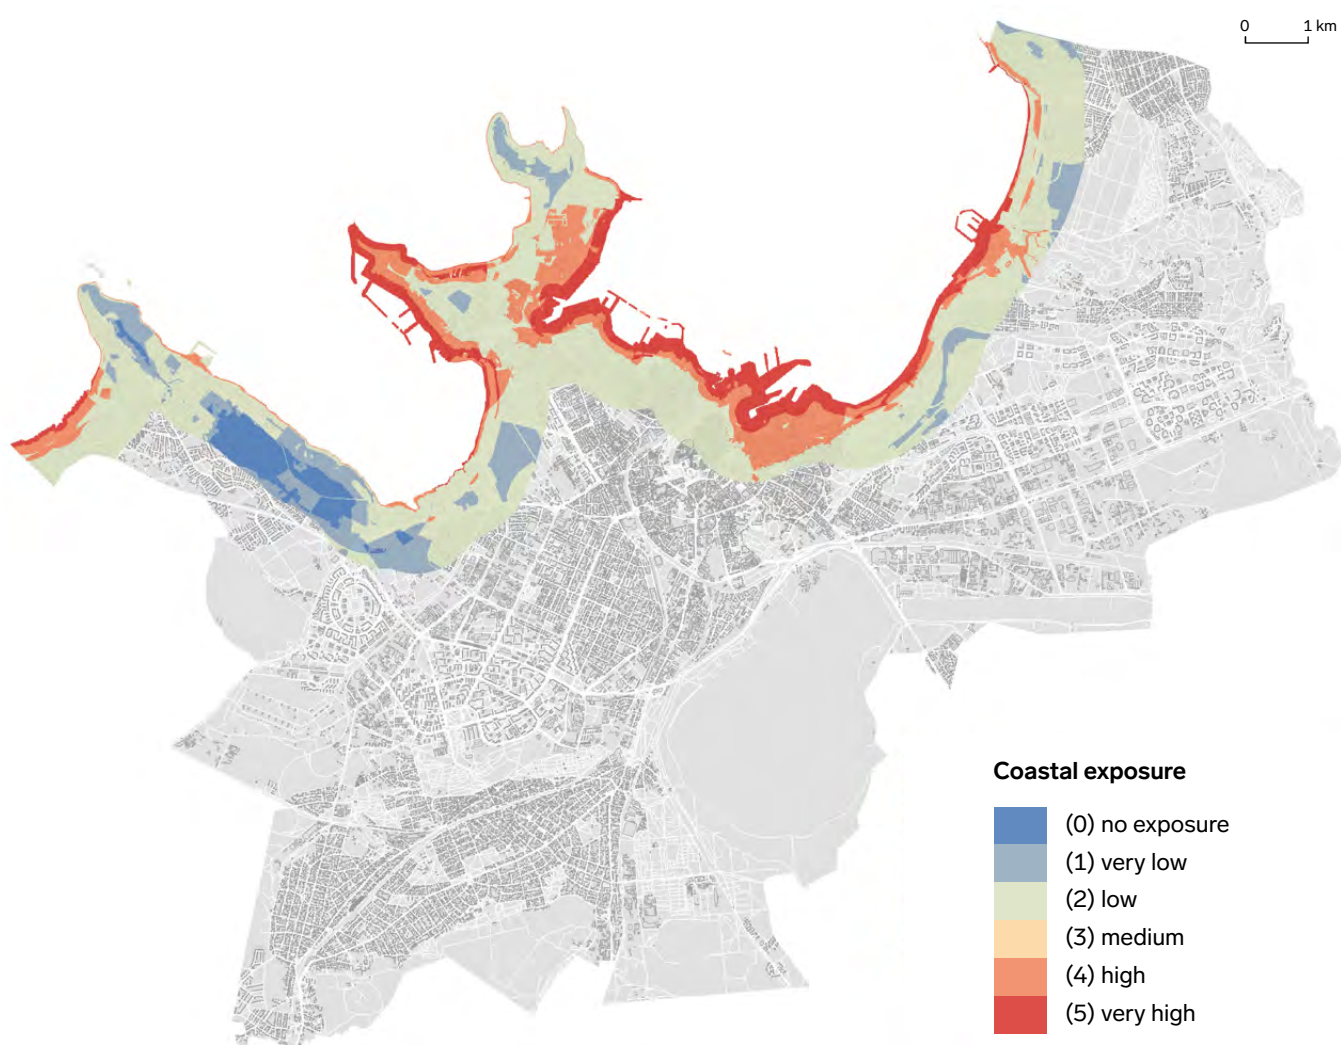 0 1 km
Coastal exposure
(0) no exposure
(1) very low
(2) low
(3) medium
(4) high
(5) very high